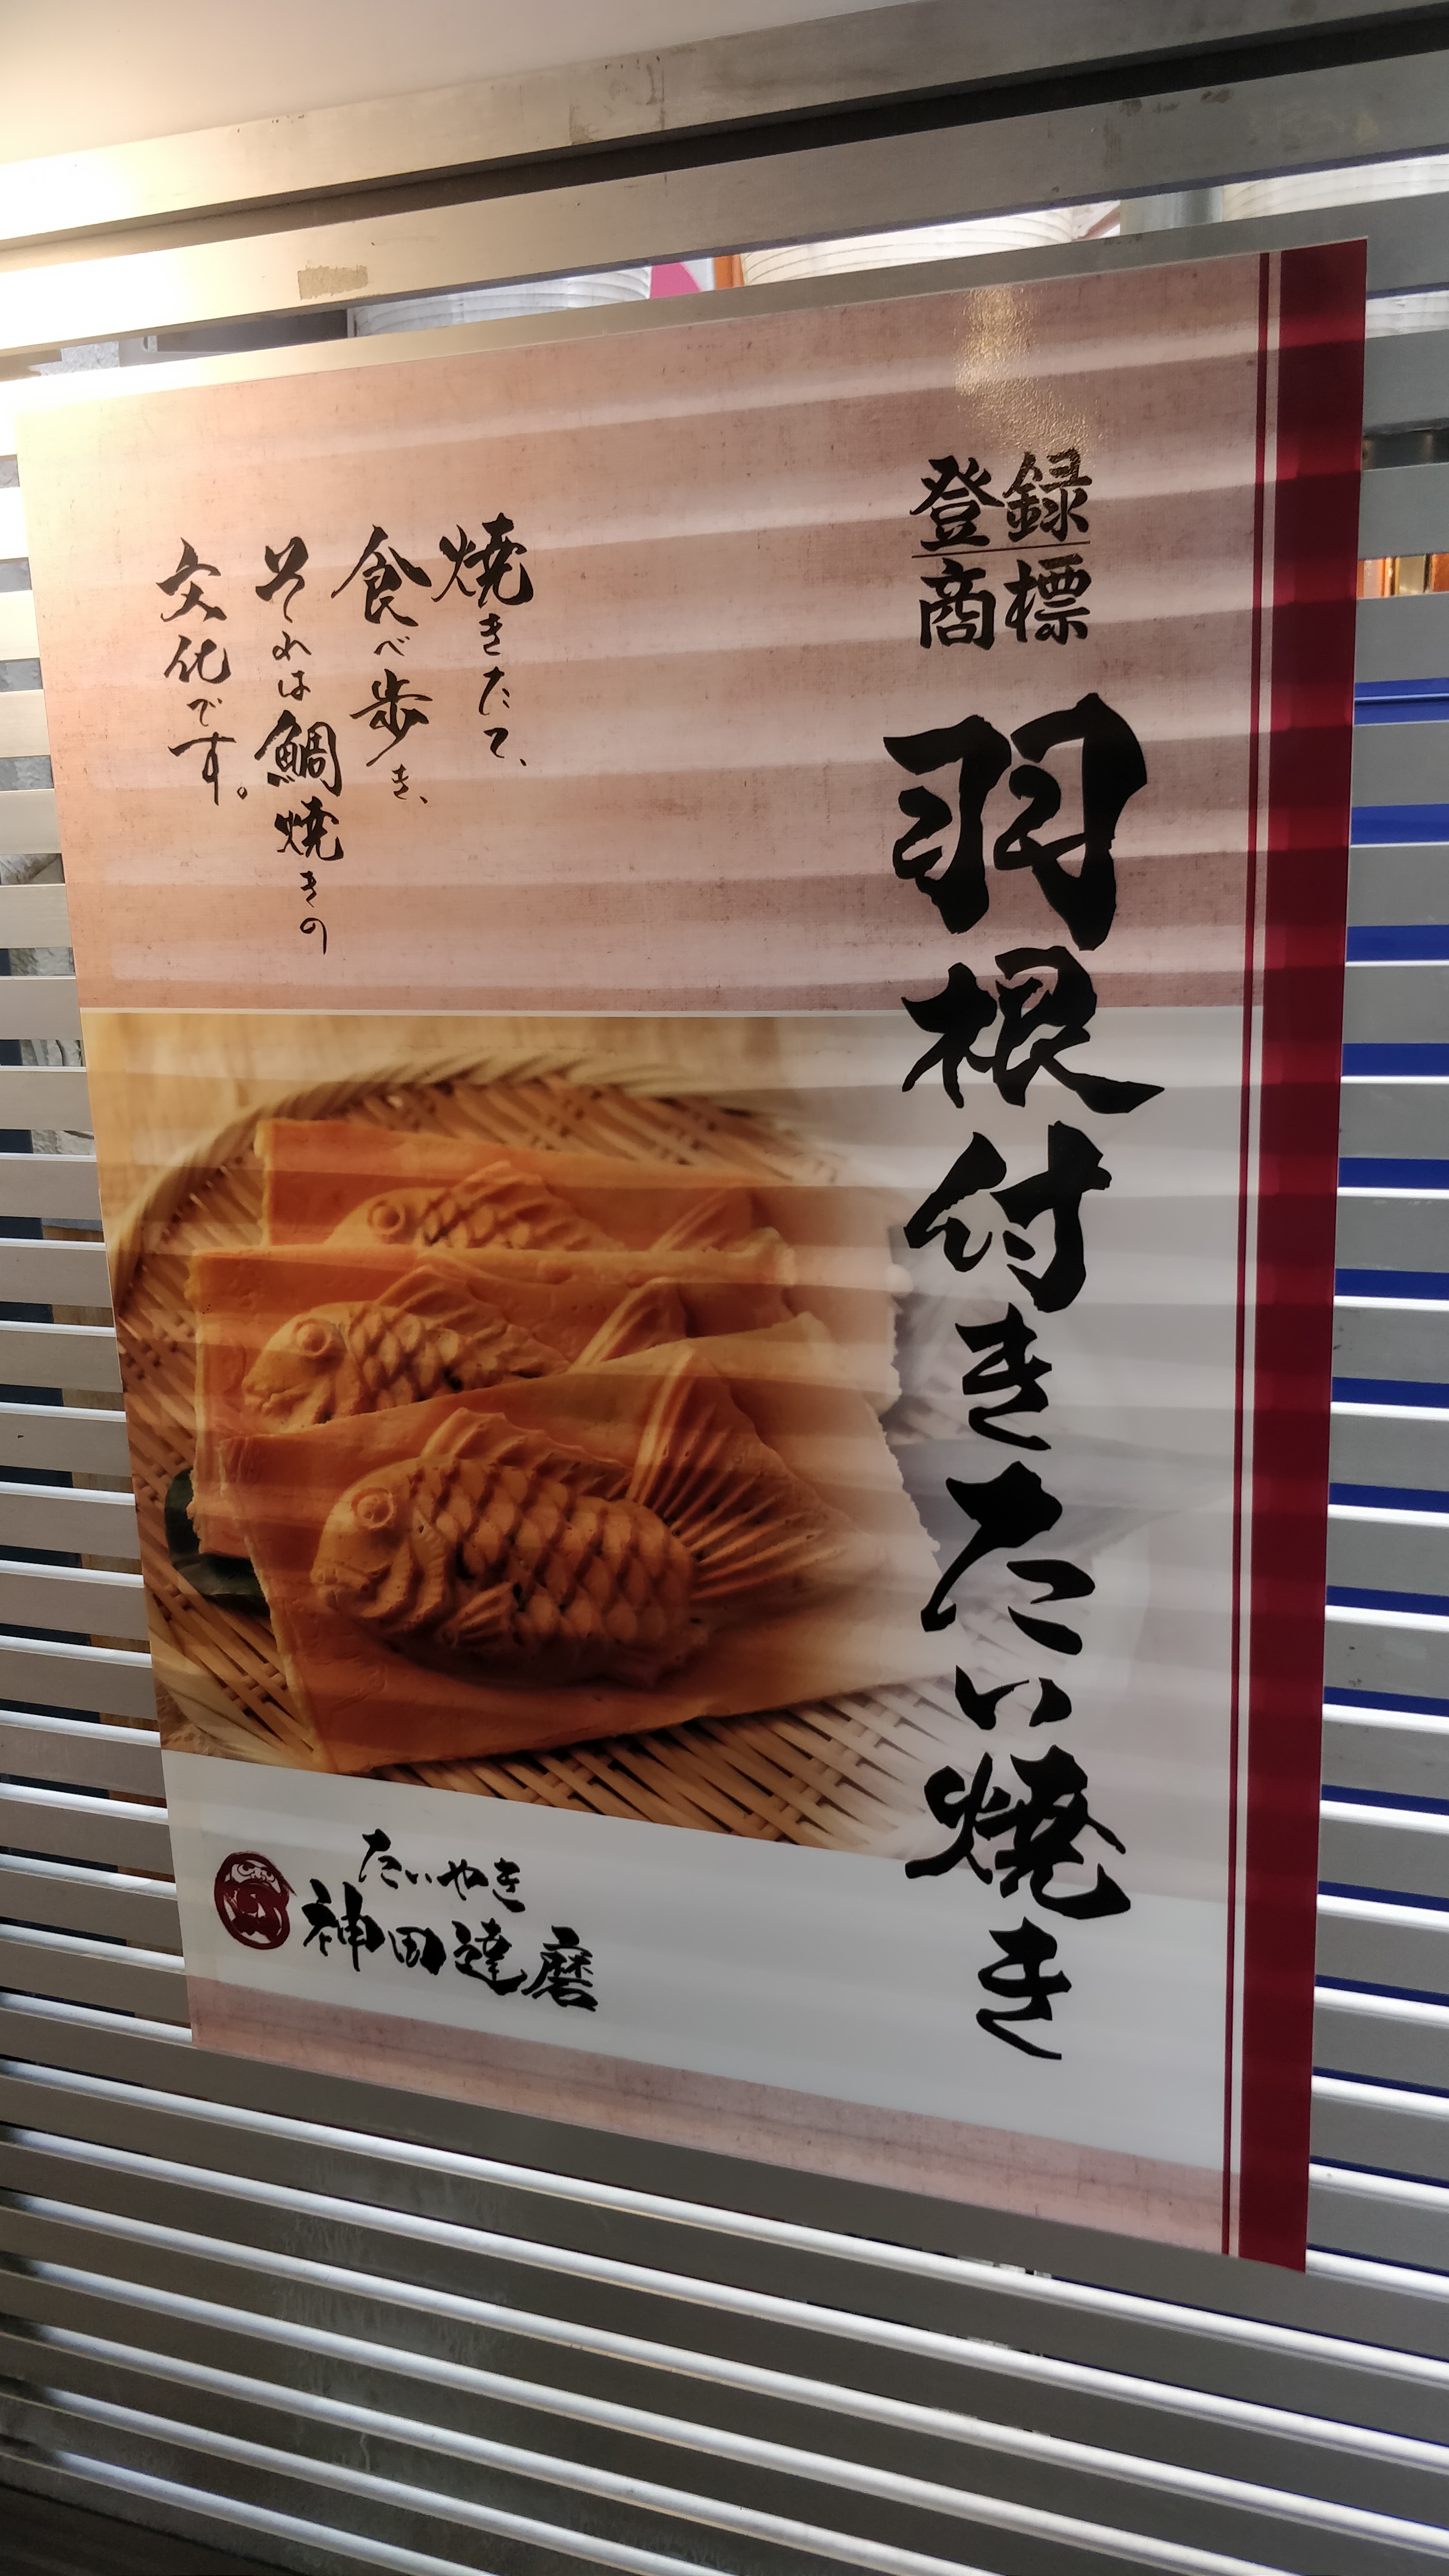 登録
商標
羽根付きたい焼き
焼きたて、
食べ歩き、
それは鯛焼きの
文化です。
たいやき
神田達磨